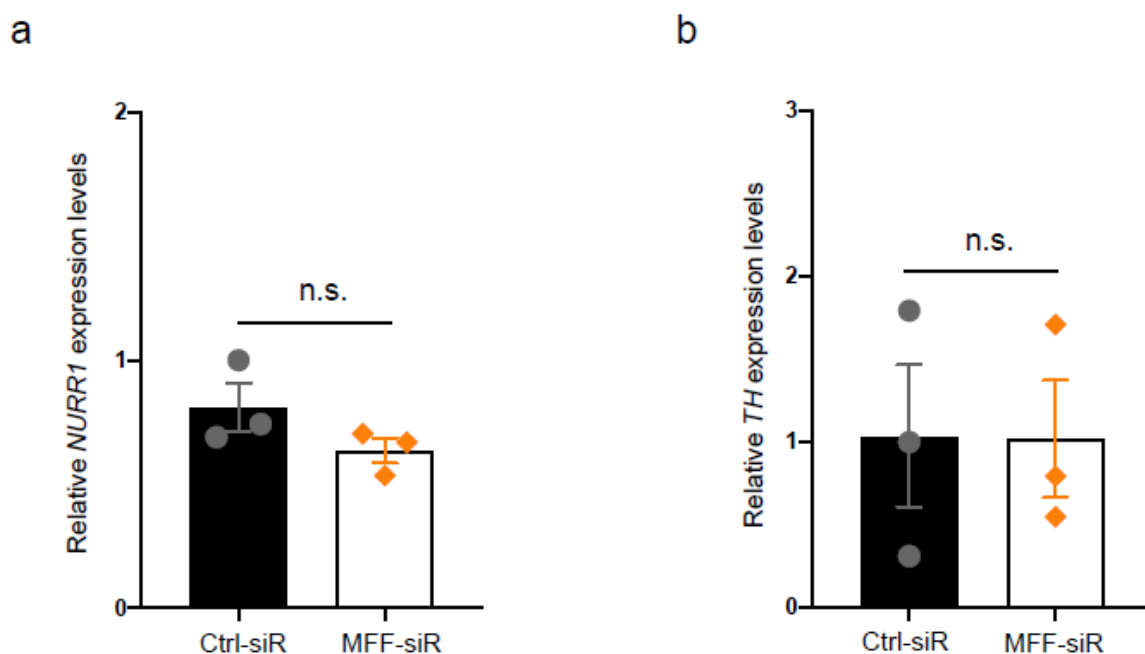 a
Relative NURR1 expression levels
2
1
0
n.s.
Ctrl-siR
MFF-siR
b
Relative TH expression levels
3
2
1
0
n.s.
Ctrl-siR
MFF-siR